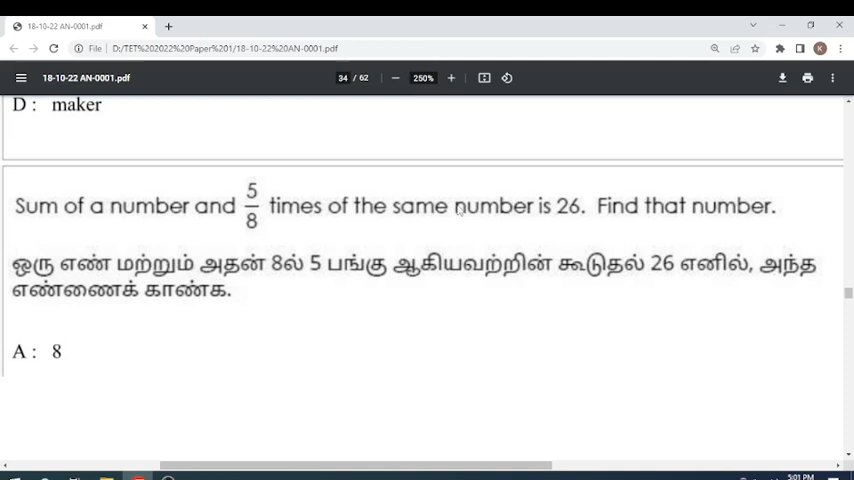 18-10-22 AN-0001.pdf
File D:/TET%202022%20Paper%201/18-10-22%20AN-0001.pdf
K
18-10-22 AN-0001.pdf 34 / 62 250%
D : maker
Sum of a number and 5/8 times of the same number is 26. Find that number.
ஒரு எண் மற்றும் அதன் 8ல் 5 பங்கு ஆகியவற்றின் கூடுதல் 26 எனில், அந்த
எண்ணைக் காண்க.
A : 8
5:01 PM